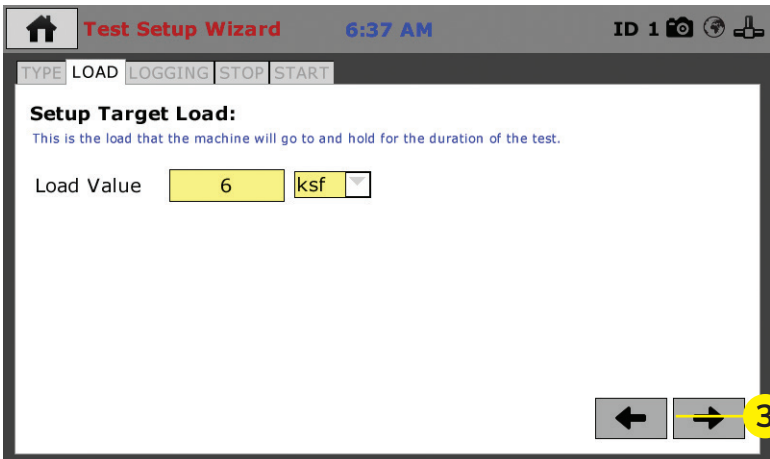 Test Setup Wizard 6:37 AM ID 1
TYPE LOAD LOGGING STOP START
Setup Target Load:
This is the load that the machine will go to and hold for the duration of the test.
Load Value 6 ksf
3